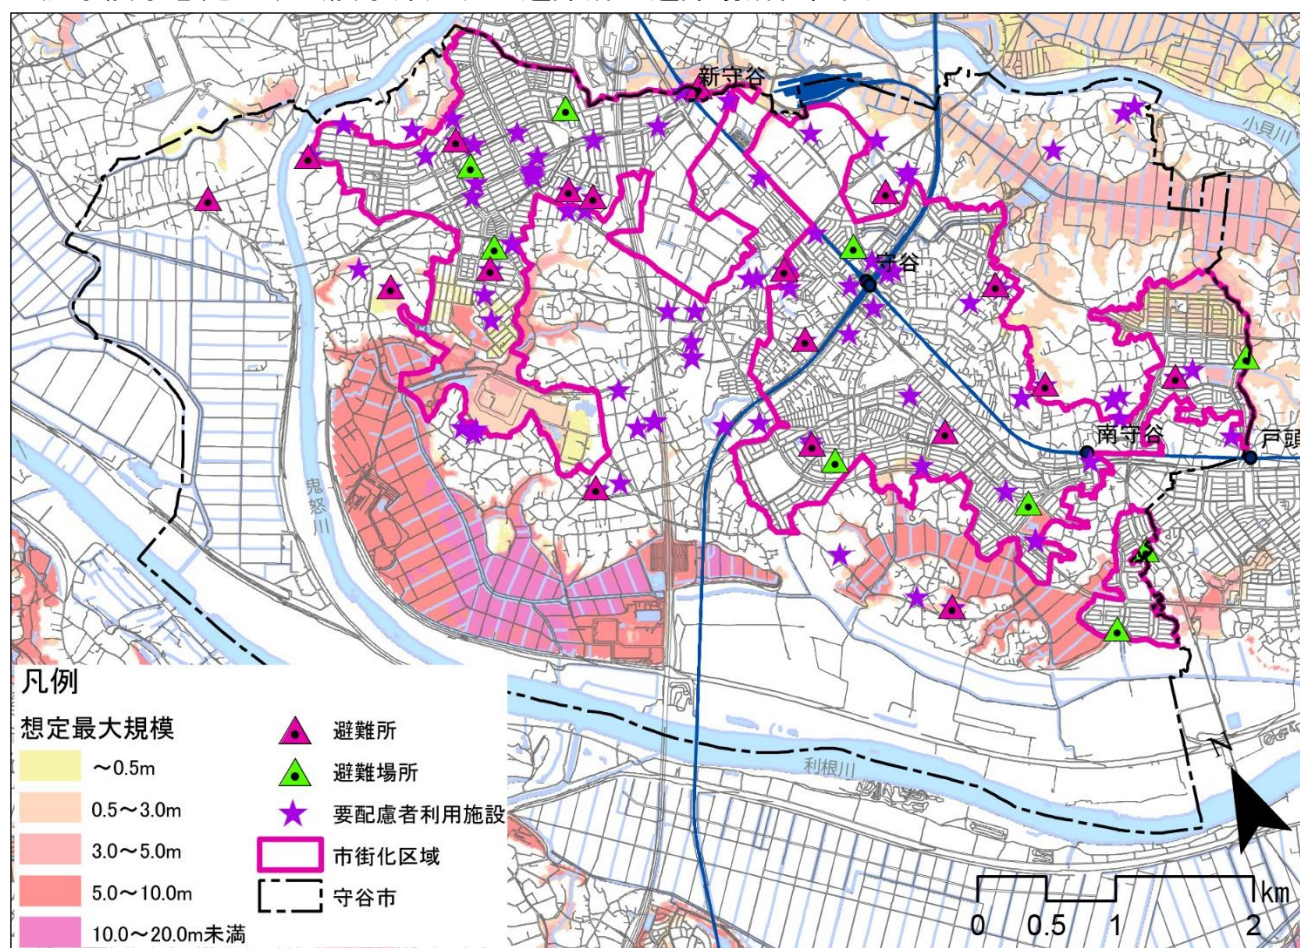 新守谷
小貝川
守谷
南守谷
戸頭
鬼怒川
利根川
凡例
想定最大規模
～0.5m
0.5～3.0m
3.0～5.0m
5.0～10.0m
10.0～20.0m未満
避難所
避難場所
要配慮者利用施設
市街化区域
守谷市
km
0 0.5 1 2